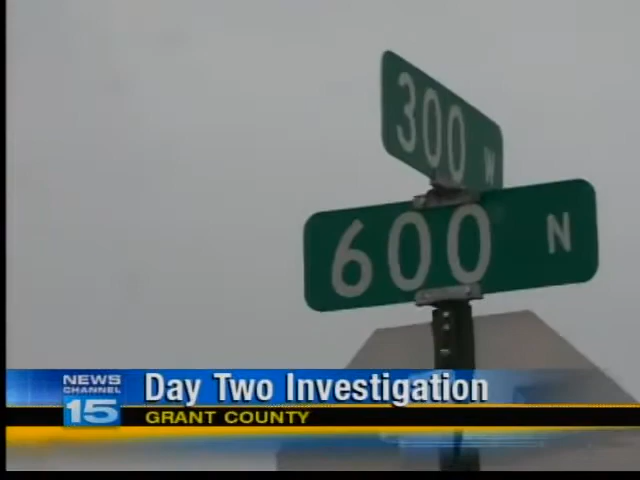 300 W
600 N
NEWS
CHANNEL
15
Day Two Investigation
GRANT COUNTY